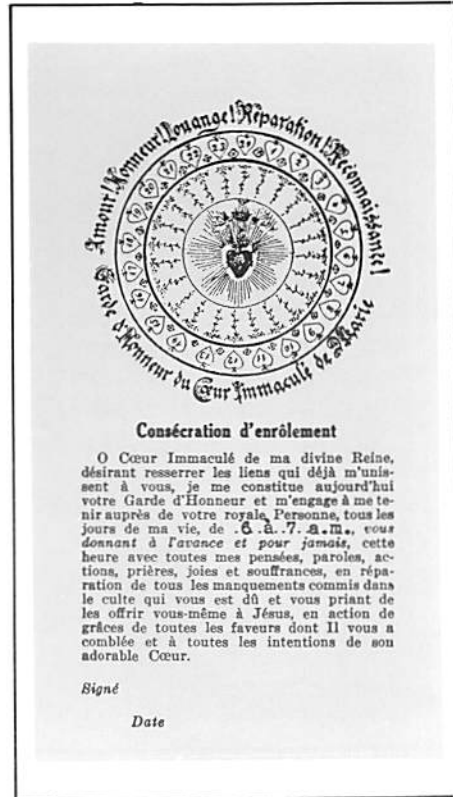 Amour! Honneur! Louange! Réparation! Reconnaissance!
Garde d'Honneur du Cœur Immaculé de Marie
Consécration d'enrôlement
O Cœur Immaculé de ma divine Reine,
désirant resserrer les liens qui déjà m'unis-
sent à vous, je me constitue aujourd'hui
votre Garde d'Honneur et m'engage à me te-
nir auprès de votre royale Personne, tous les
jours de ma vie, de .6. à .7. a.m., vous
donnant à l'avance et pour jamais, cette
heure avec toutes mes pensées, paroles, ac-
tions, prières, joies et souffrances, en répa-
ration de tous les manquements commis dans
le culte qui vous est dû et vous priant de
les offrir vous-même à Jésus, en action de
grâces de toutes les faveurs dont Il vous a
comblée et à toutes les intentions de son
adorable Cœur.
Signé
Date